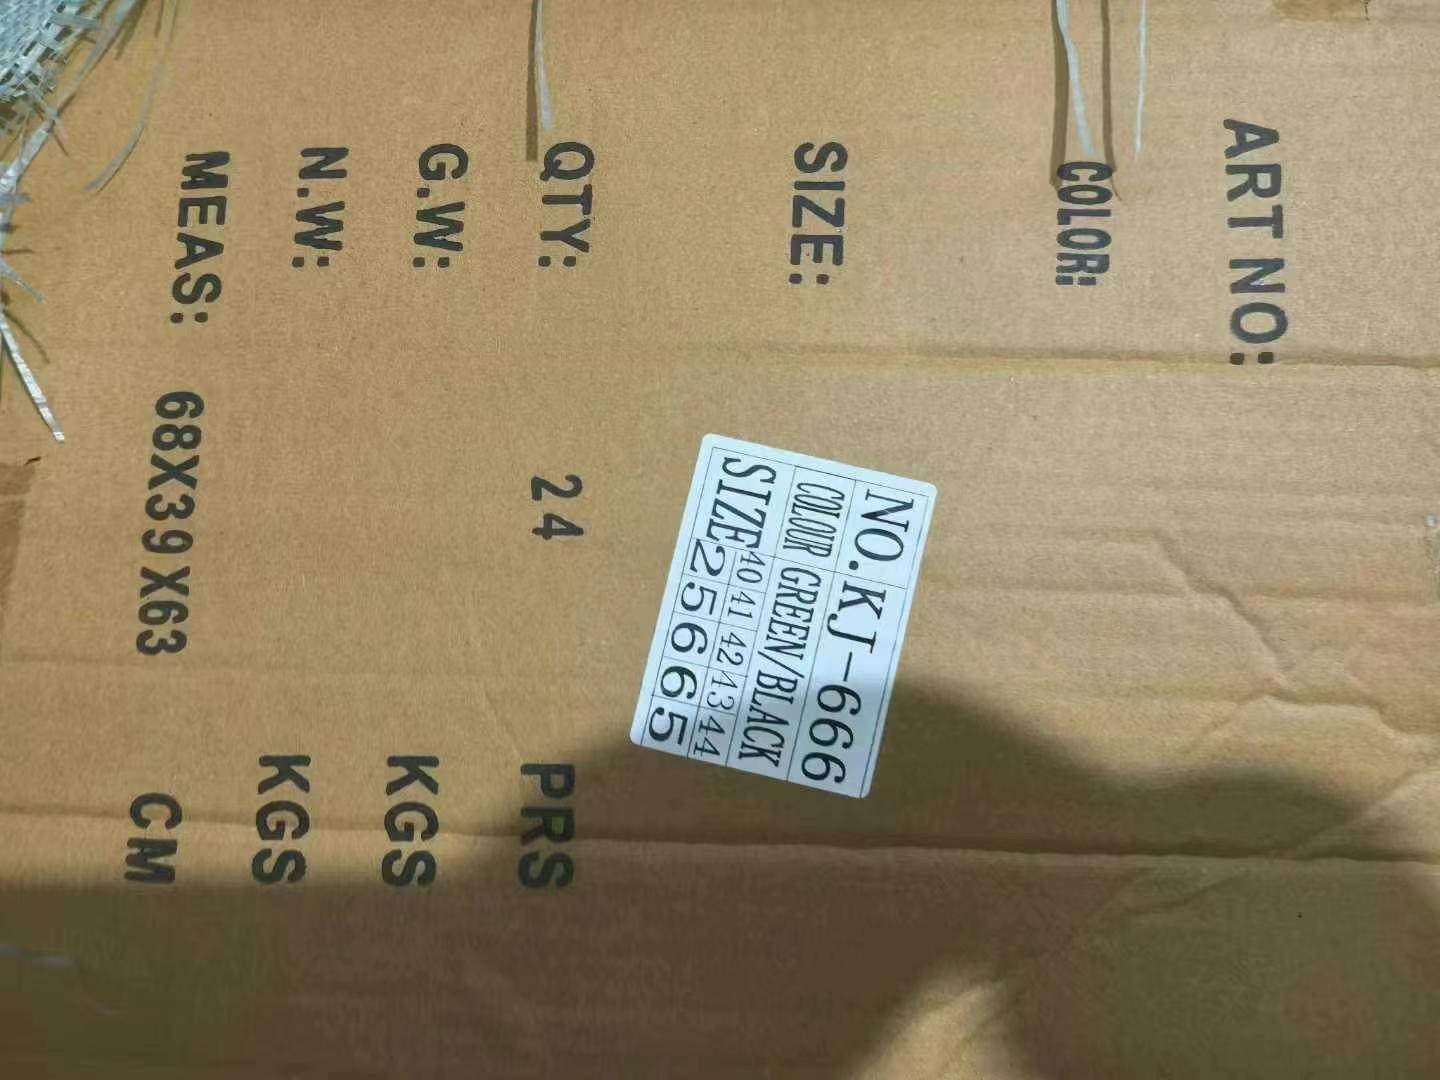 ART NO:
COLOR:
SIZE:
QTY: 24 PRS
G.W: KGS
N.W: KGS
MEAS: 68X39X63 CM
NO. KJ-666
COLOUR GREEN/BLACK
SIZE 40 41 42 43 44
2 5 6 6 5